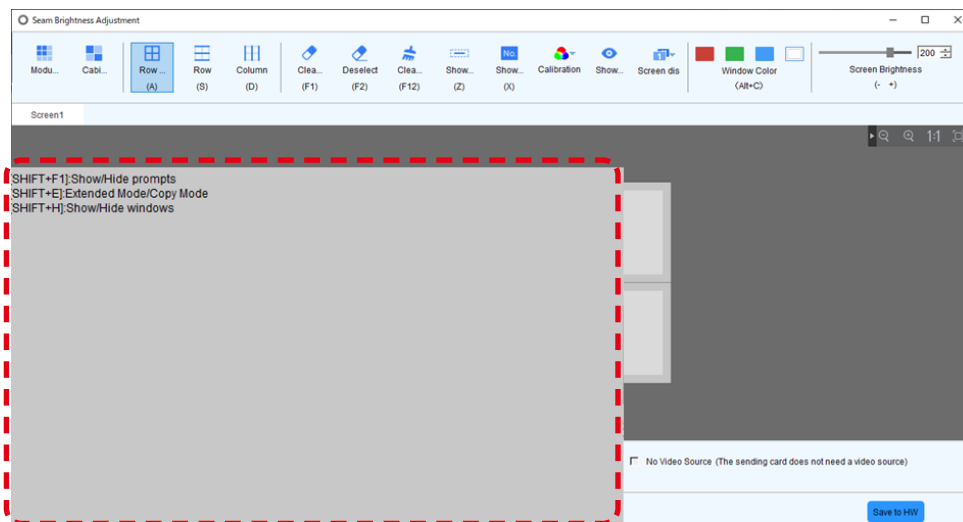 Seam Brightness Adjustment
Modu... Cabi... Row ... Row Column Clea... Deselect Clea... Show... Show... Calibration Show... Screen dis Window Color Screen Brightness
No. 1 200
(A) (S) (D) (F1) (F2) (F12) (Z) (X) (Alt+C) (- +)
Screen1
1:1
[SHIFT+F1]:Show/Hide prompts
[SHIFT+E]:Extended Mode/Copy Mode
[SHIFT+H]:Show/Hide windows
No Video Source (The sending card does not need a video source)
Save to HW